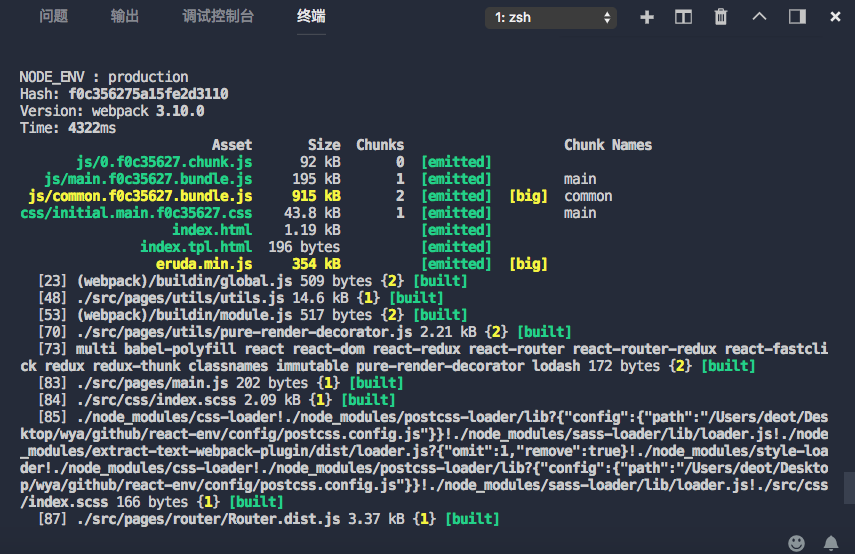 问题 输出 调试控制台 终端 1: zsh
NODE_ENV : production
Hash: f0c356275a15fe2d3110
Version: webpack 3.10.0
Time: 4322ms
Asset Size Chunks Chunk Names
js/0.f0c35627.chunk.js 92 kB 0 [emitted]
js/main.f0c35627.bundle.js 195 kB 1 [emitted] main
js/common.f0c35627.bundle.js 915 kB 2 [emitted] [big] common
css/initial.main.f0c35627.css 43.8 kB 1 [emitted] main
index.html 1.19 kB [emitted]
index.tpl.html 196 bytes [emitted]
eruda.min.js 354 kB [emitted] [big]
[23] (webpack)/buildin/global.js 509 bytes {2} [built]
[48] ./src/pages/utils/utils.js 14.6 kB {1} [built]
[53] (webpack)/buildin/module.js 517 bytes {2} [built]
[70] ./src/pages/utils/pure-render-decorator.js 2.21 kB {2} [built]
[73] multi babel-polyfill react react-dom react-redux react-router react-router-redux react-fastcli
ck redux redux-thunk classnames immutable pure-render-decorator lodash 172 bytes {2} [built]
[83] ./src/pages/main.js 202 bytes {1} [built]
[84] ./src/css/index.scss 2.09 kB {1} [built]
[85] ./node_modules/css-loader!./node_modules/postcss-loader/lib?{"config":{"path":"/Users/deot/Des
ktop/wya/github/react-env/config/postcss.config.js"}}!./node_modules/sass-loader/lib/loader.js!./node
_modules/extract-text-webpack-plugin/dist/loader.js?{"omit":1,"remove":true}!./node_modules/style-loa
der!./node_modules/css-loader!./node_modules/postcss-loader/lib?{"config":{"path":"/Users/deot/Deskto
p/wya/github/react-env/config/postcss.config.js"}}!./node_modules/sass-loader/lib/loader.js!./src/css
/index.scss 166 bytes {1} [built]
[87] ./src/pages/router/Router.dist.js 3.37 kB {1} [built]